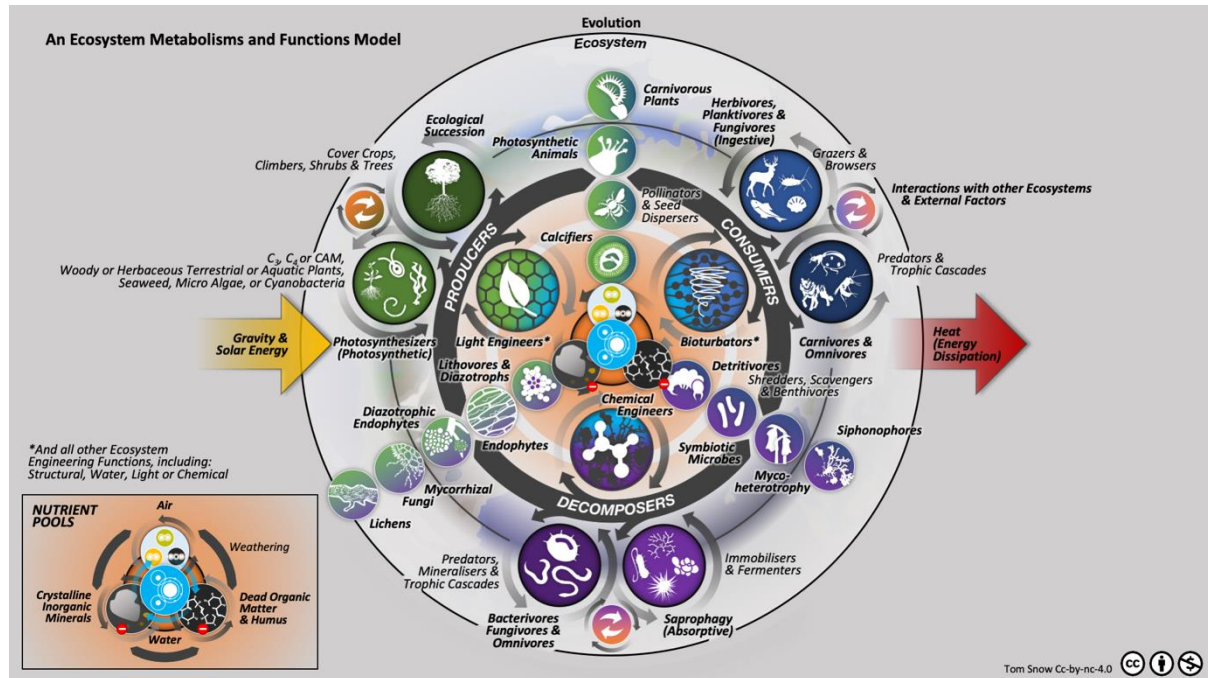 Evolution
Ecosystem
An Ecosystem Metabolisms and Functions Model
Carnivorous
Plants
Herbivores,
Planktivores &
Fungivores
(Ingestive)
Ecological
Succession
Photosynthetic
Animals
Cover Crops,
Climbers, Shrubs & Trees
Grazers &
Browsers
Pollinators
& Seed
Dispersers
Interactions with other Ecosystems
& External Factors
Calcifiers
PRODUCERS
CONSUMERS
C3, C4 or CAM,
Woody or Herbaceous Terrestrial or Aquatic Plants,
Seaweed, Micro Algae, or Cyanobacteria
Predators &
Trophic Cascades
Gravity &
Solar Energy
Photosynthesizers
(Photosynthetic)
Light Engineers*
Bioturbators*
Carnivores &
Omnivores
Heat
(Energy
Dissipation)
Lithovores &
Diazotrophs
Detritivores
Shredders, Scavengers
& Benthivores
Chemical
Engineers
Diazotrophic
Endophytes
Endophytes
Symbiotic
Microbes
Siphonophores
Myco-
heterotrophy
*And all other Ecosystem
Engineering Functions, including:
Structural, Water, Light or Chemical
Mycorrhizal
Fungi
Lichens
DECOMPOSERS
NUTRIENT
POOLS
Air
Weathering
Crystalline
Inorganic
Minerals
Dead Organic
Matter
& Humus
Water
Predators,
Mineralisers &
Trophic Cascades
Immobilisers
& Fermenters
Bacterivores
Fungivores &
Omnivores
Saprophagy
(Absorptive)
Tom Snow Cc-by-nc-4.0
cc